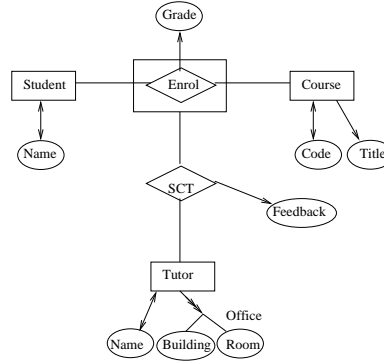 Grade
Student
Enrol
Course
Name
Code
Title
SCT
Feedback
Tutor
Office
Name
Building
Room